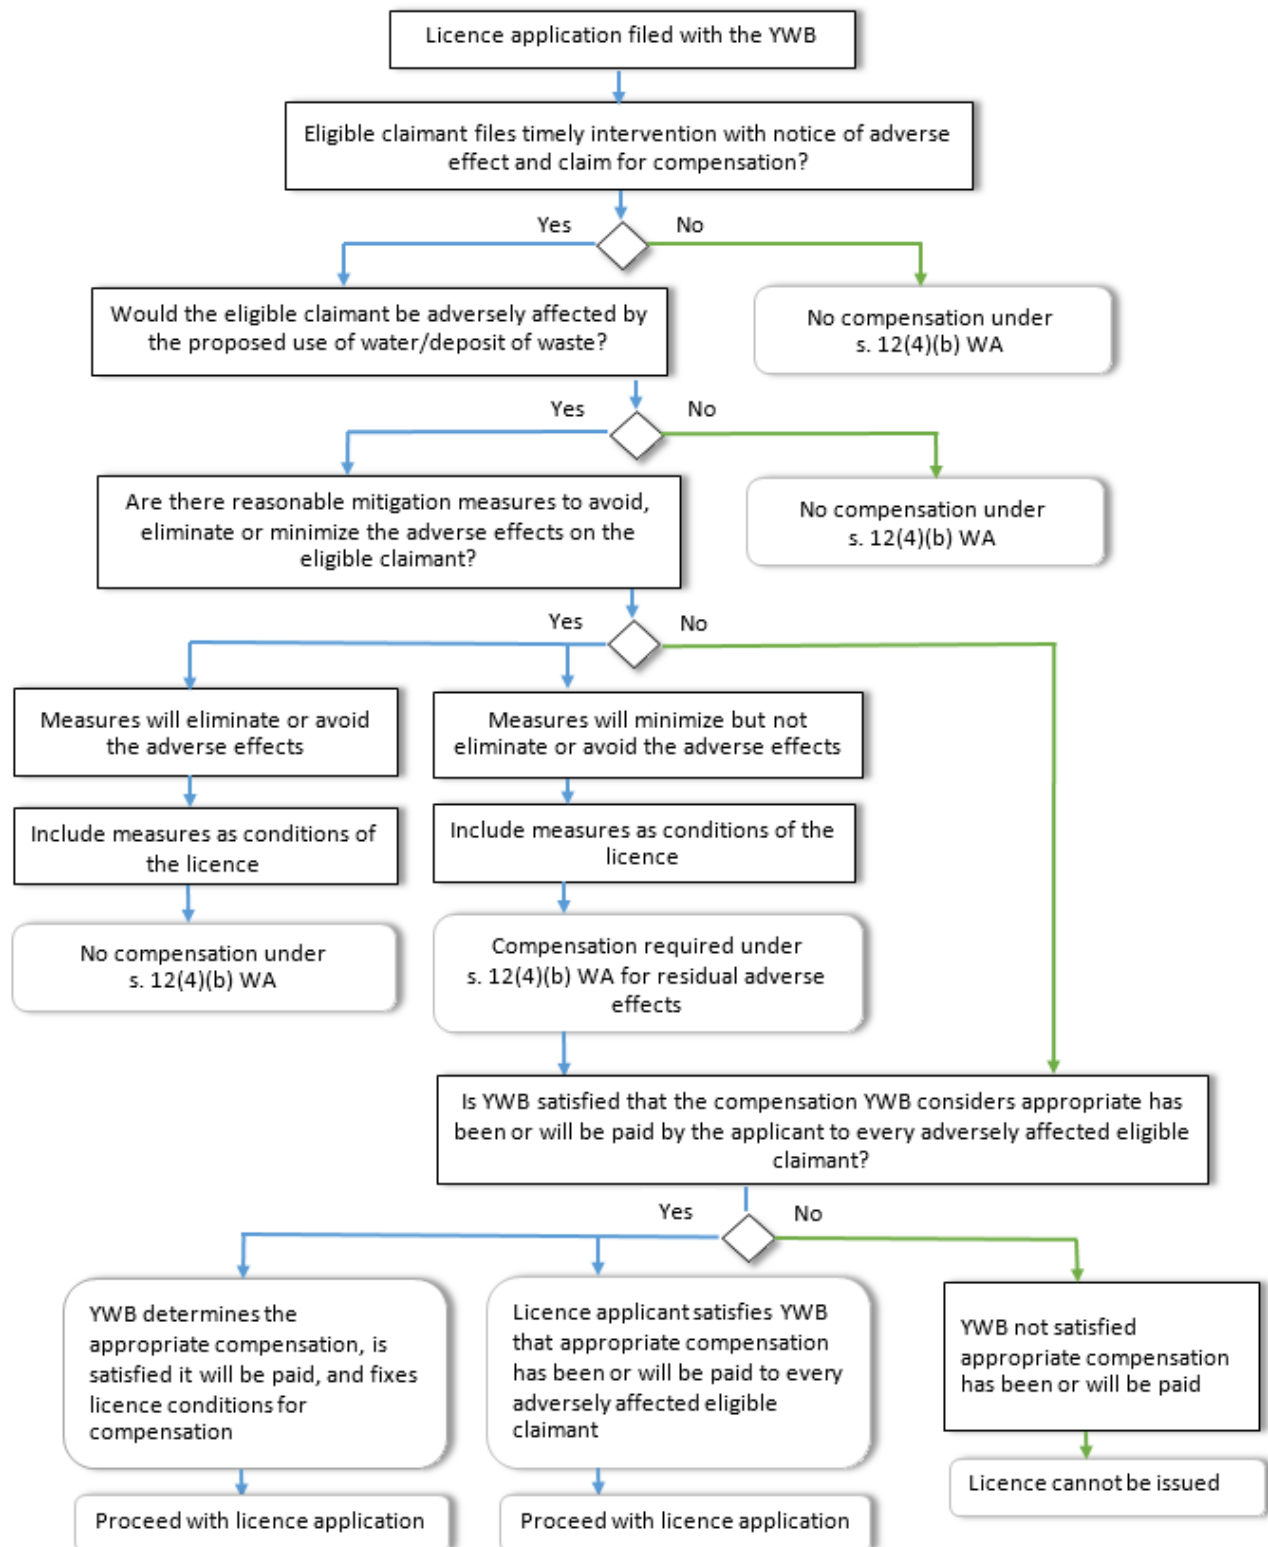 Licence application filed with the YWB
Eligible claimant files timely intervention with notice of adverse
effect and claim for compensation?
Yes
No
Would the eligible claimant be adversely affected by
the proposed use of water/deposit of waste?
No compensation under
s. 12(4)(b) WA
Yes
No
Are there reasonable mitigation measures to avoid,
eliminate or minimize the adverse effects on the
eligible claimant?
No compensation under
s. 12(4)(b) WA
Yes
No
Measures will eliminate or avoid
the adverse effects
Measures will minimize but not
eliminate or avoid the adverse effects
Include measures as conditions of
the licence
Include measures as conditions of the
licence
No compensation under
s. 12(4)(b) WA
Compensation required under
s. 12(4)(b) WA for residual adverse
effects
Is YWB satisfied that the compensation YWB considers appropriate has
been or will be paid by the applicant to every adversely affected eligible
claimant?
Yes
No
YWB determines the
appropriate compensation, is
satisfied it will be paid, and fixes
licence conditions for
compensation
Licence applicant satisfies YWB
that appropriate compensation
has been or will be paid to every
adversely affected eligible
claimant
YWB not satisfied
appropriate compensation
has been or will be paid
Proceed with licence application
Proceed with licence application
Licence cannot be issued